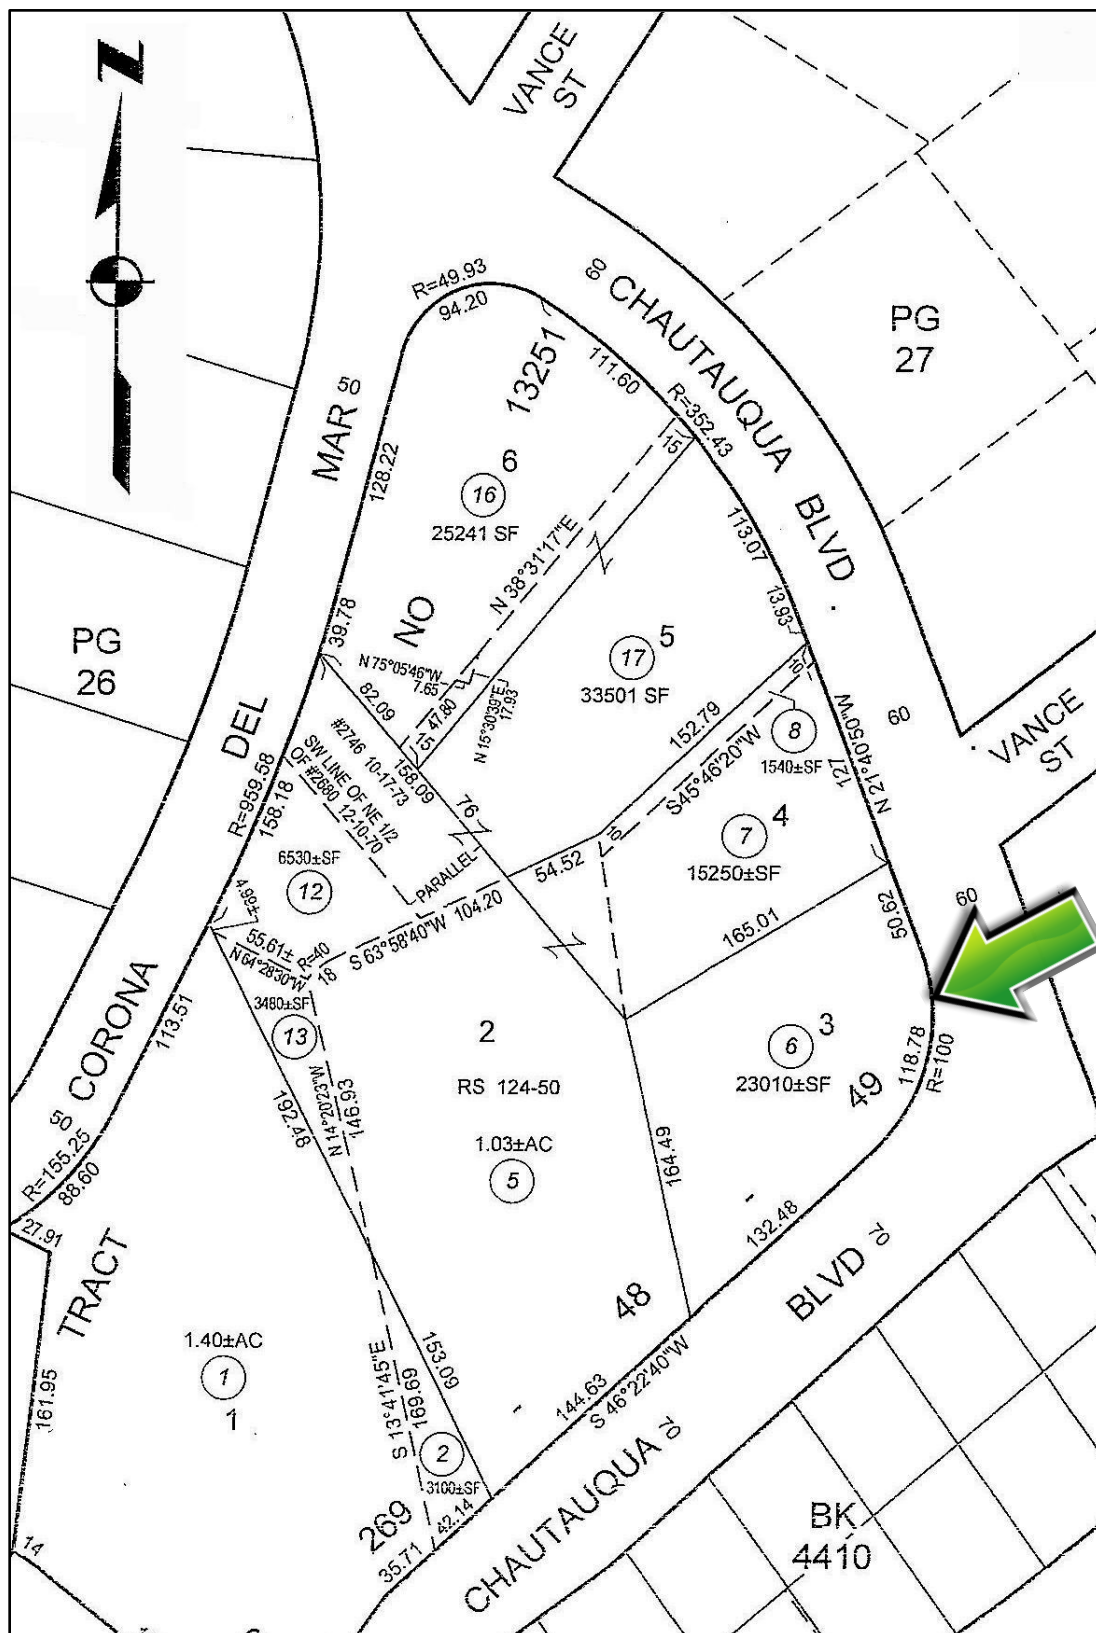 VANCE
ST
R=49.93
94.20
60
CHAUTAUQUA BLVD.
PG
27
13251
111.60
R=352.43
50
MAR
128.22
6
16
25241 SF
15
N 38°31'17"E
113.07
NO
39.78
13.93
PG
26
5
17
33501 SF
N 75°05'46"W
7.65
47.80
15
N 15°30'39"E
17.93
82.09
158.09
76
#2746 10-17-73
SW LINE OF NE 1/2
OF #2680 12-10-70
DEL
R=959.58
158.18
152.79
10
8
1540±SF
S45°46'20"W
N 21°40'50"W
127
60
VANCE
ST
6530±SF
12
PARALLEL
10
4
7
15250±SF
54.52
104.20
S 63°58'40"W
4.99±
55.61±
N 64°28'30"W
R=40
18
165.01
50.62
60
3480±SF
13
CORONA
113.51
2
RS 124-50
1.03±AC
5
3
6
23010±SF
49
118.78
R=100
N 14°20'23"W
146.93
192.48
50
R=155.25
88.60
27.91
164.49
132.48
TRACT
48
BLVD
70
1.40±AC
1
1
161.95
S 13°41'45"E
169.69
153.09
144.63
S 46°22'40"W
2
3100±SF
CHAUTAUQUA
70
269
42.14
35.71
14
BK
4410